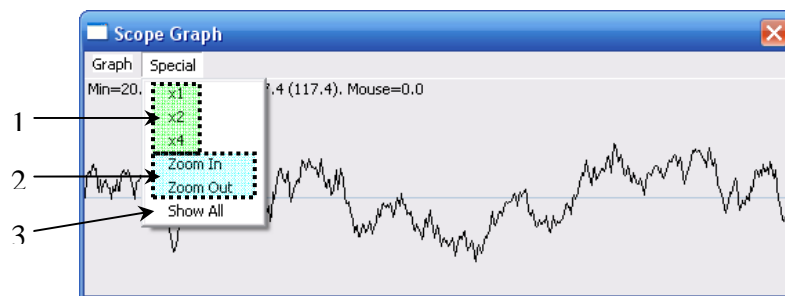 Scope Graph
Graph Special
Min=20. 7.4 (117.4). Mouse=0.0
x1
1
x2
x4
Zoom In
2
Zoom Out
Show All
3